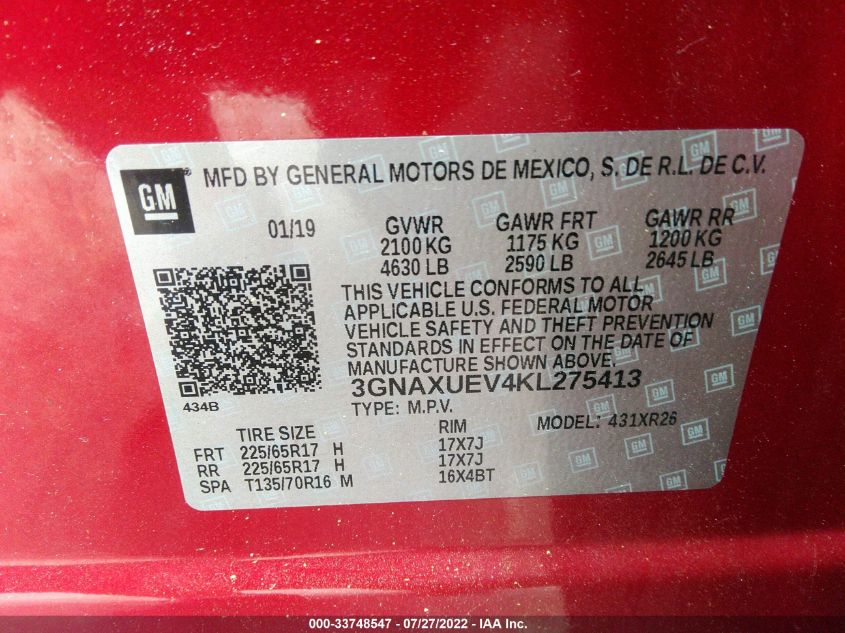 GM
MFD BY GENERAL MOTORS DE MEXICO, S. DE R.L. DE C.V.
01/19 GVWR GAWR FRT GAWR RR
2100 KG 1175 KG 1200 KG
4630 LB 2590 LB 2645 LB
THIS VEHICLE CONFORMS TO ALL
APPLICABLE U.S. FEDERAL MOTOR
VEHICLE SAFETY AND THEFT PREVENTION
STANDARDS IN EFFECT ON THE DATE OF
MANUFACTURE SHOWN ABOVE.
3GNAXUEV4KL275413
434B
TYPE: M.P.V. MODEL: 431XR26
TIRE SIZE RIM
FRT 225/65R17 H 17X7J
RR 225/65R17 H 17X7J
SPA T135/70R16 M 16X4BT
000-33748547 - 07/27/2022 - IAA Inc.